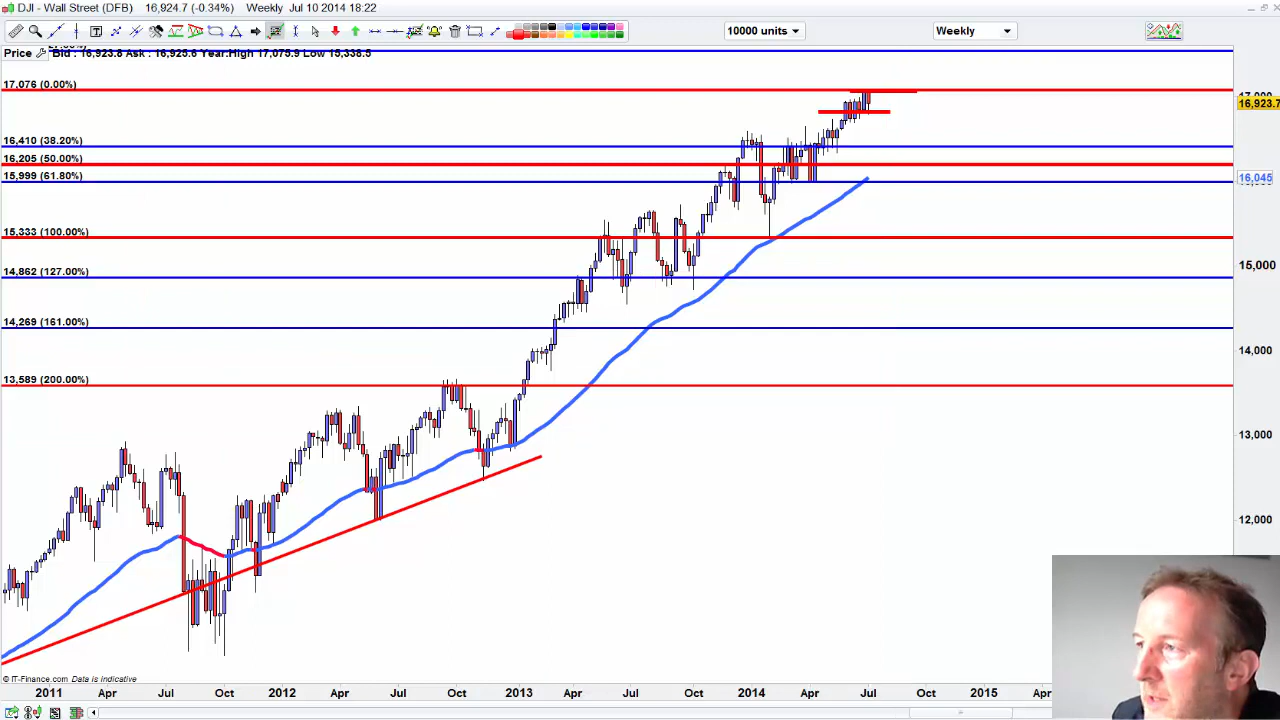 DJI - Wall Street (DFB) 16,924.7 (-0.34%) Weekly Jul 10 2014 18:22
10000 units Weekly
Price Bid : 16,923.8 Ask : 16,925.6 Year:High 17,075.9 Low 15,338.5
17,076 (0.00%)
16,923.7
16,410 (38.20%)
16,205 (50.00%)
15,999 (61.80%)
16,045
15,333 (100.00%)
15,000
14,862 (127.00%)
14,269 (161.00%)
14,000
13,589 (200.00%)
13,000
12,000
© IT-Finance.com Data is indicative
2011 Apr Jul Oct 2012 Apr Jul Oct 2013 Apr Jul Oct 2014 Apr Jul Oct 2015 Apr